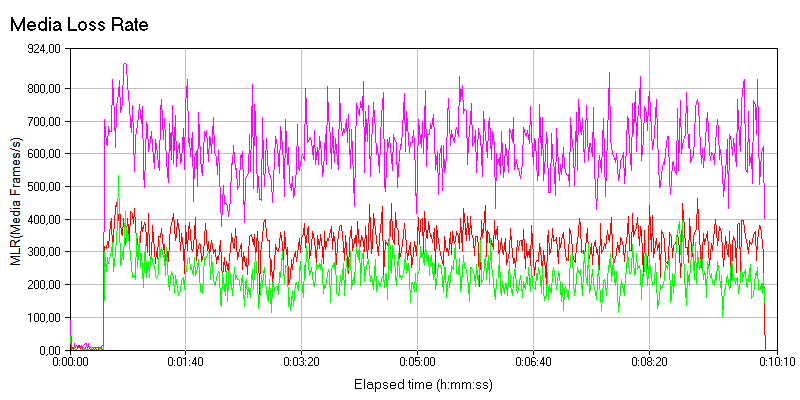 Media Loss Rate
924,00
800,00
700,00
600,00
500,00
400,00
300,00
200,00
100,00
0,00
MLR(Media Frames/s)
0:00:00 0:01:40 0:03:20 0:05:00 0:06:40 0:08:20 0:10:10
Elapsed time (h:mm:ss)